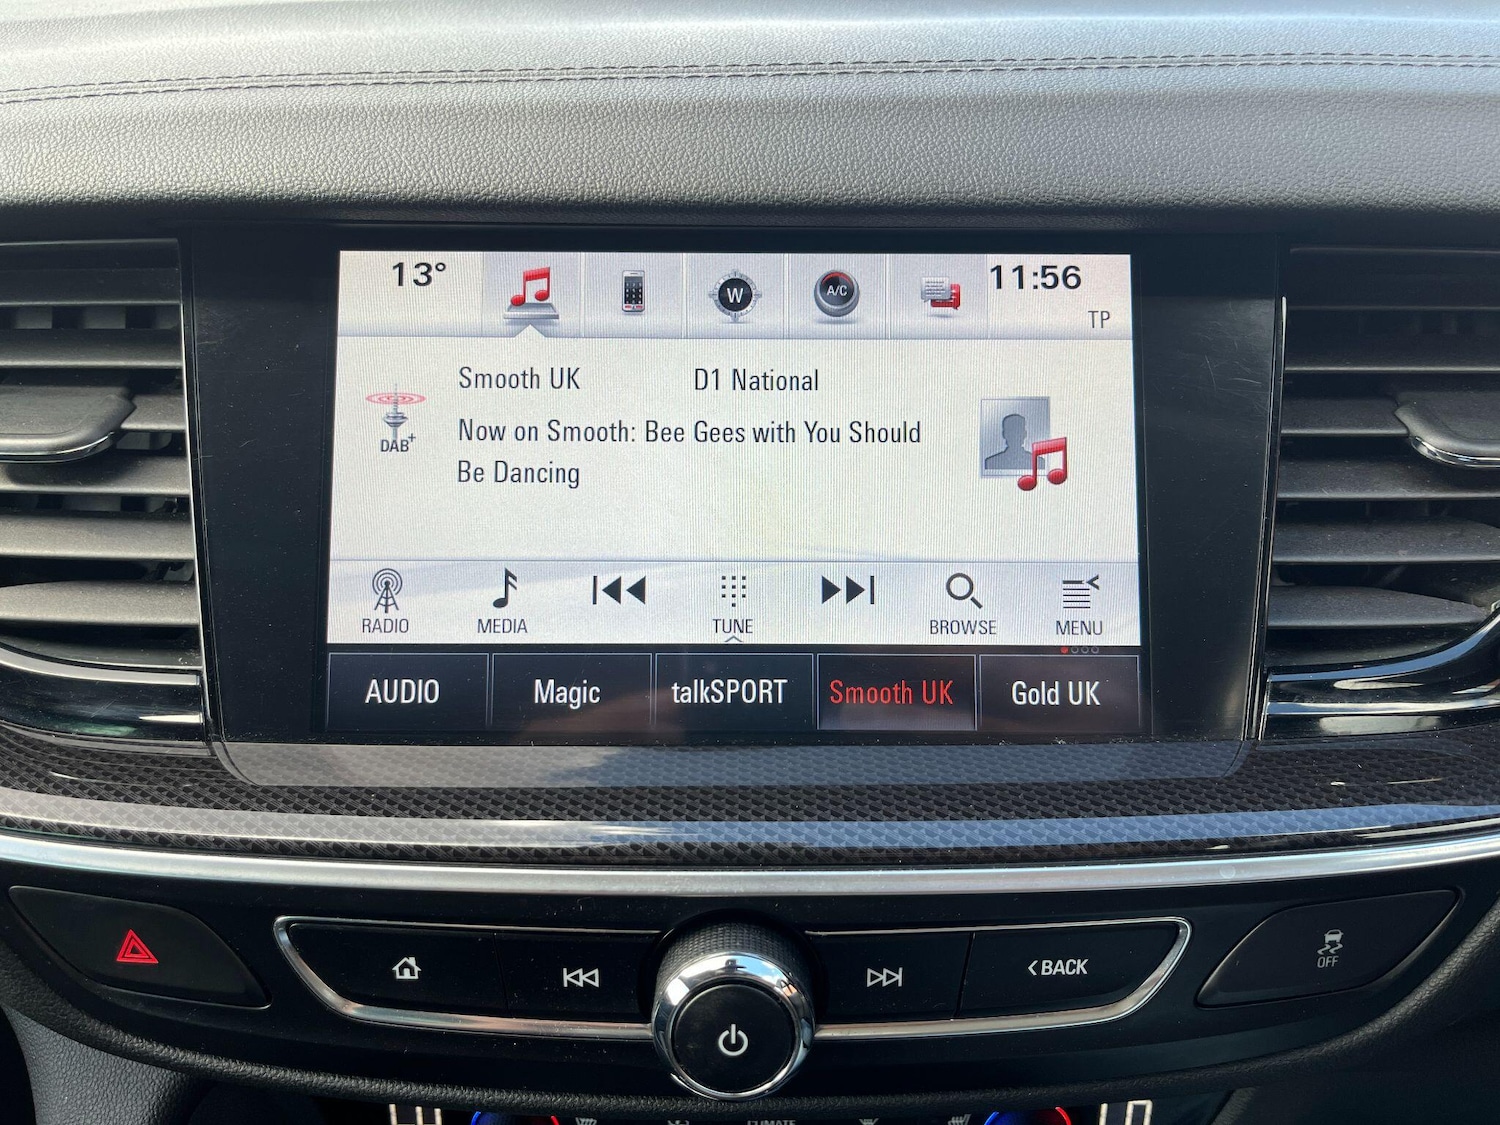 13°
W
A/C
11:56
TP
Smooth UK
D1 National
DAB+
Now on Smooth: Bee Gees with You Should
Be Dancing
RADIO
MEDIA
TUNE
BROWSE
MENU
AUDIO
Magic
talkSPORT
Smooth UK
Gold UK
<BACK
OFF
CLIMATE